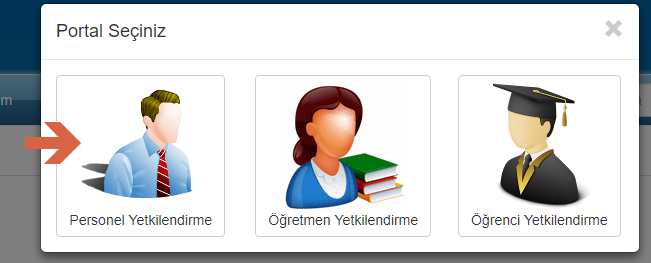 Portal Seçiniz
m
Personel Yetkilendirme
Öğretmen Yetkilendirme
Öğrenci Yetkilendirme